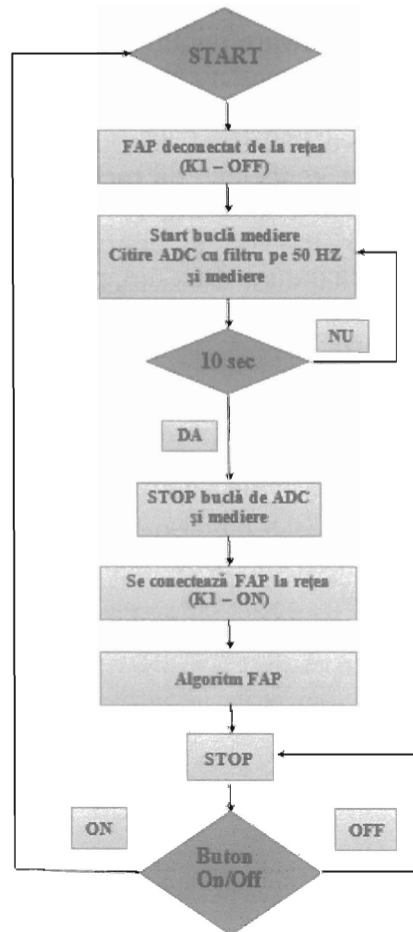 START
FAP deconectat de la rețea
(K1 – OFF)
Start buclă mediere
Citire ADC cu filtru pe 50 HZ
și mediere
NU
10 sec
DA
STOP buclă de ADC
și mediere
Se conectează FAP la rețea
(K1 – ON)
Algoritm FAP
STOP
ON
OFF
Buton
On/Off